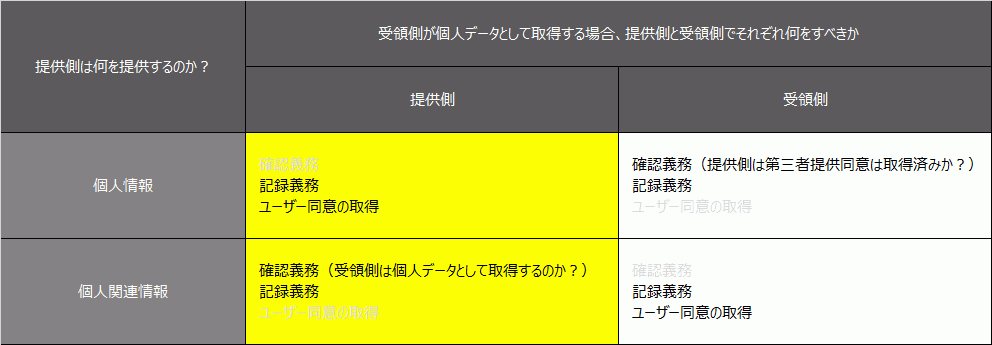 提供側は何を提供するのか？
受領側が個人データとして取得する場合、提供側と受領側でそれぞれ何をすべきか
提供側
受領側
個人情報
確認義務
記録義務
ユーザー同意の取得
確認義務（提供側は第三者提供同意は取得済みか？）
記録義務
ユーザー同意の取得
個人関連情報
確認義務（受領側は個人データとして取得するのか？）
記録義務
ユーザー同意の取得
確認義務
記録義務
ユーザー同意の取得